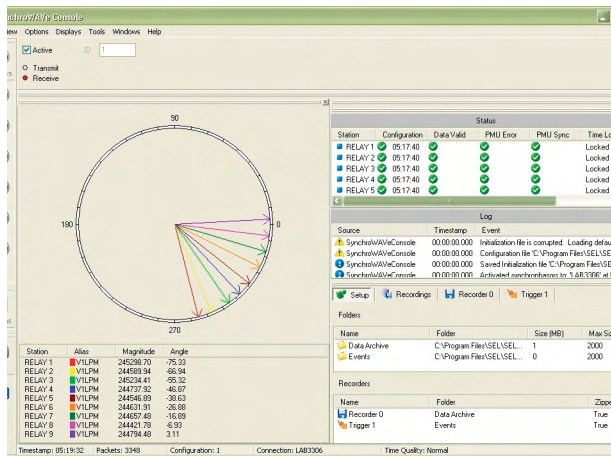 nchroWAVe Console
iew Options Displays Tools Windows Help
Active ID 1
Transmit
Receive
90
180
0
270
Station Alias Magnitude Angle
RELAY 1 V1LPM 245298.70 -75.33
RELAY 2 V1LPM 244589.94 -66.94
RELAY 3 V1LPM 245234.41 -55.32
RELAY 4 V1LPM 244737.92 -46.87
RELAY 5 V1LPM 244546.89 -38.63
RELAY 6 V1LPM 244631.91 -26.88
RELAY 7 V1LPM 244657.48 -16.89
RELAY 8 V1LPM 244421.78 -6.93
RELAY 9 V1LPM 244794.48 3.11
Status
Station Configuration Data Valid PMU Error PMU Sync Time Lo
RELAY 1 05:17:40 Locked
RELAY 2 05:17:40 Locked
RELAY 3 05:17:40 Locked
RELAY 4 05:17:40 Locked
RELAY 5 05:17:40 Locked
Log
Source Timestamp Event
SynchroWAVeConsole 00:00:00.000 Initialization file is corrupted. Loading defau
SynchroWAVeConsole 00:00:00.000 Configuration file 'C:\Program Files\SEL\SE
SynchroWAVeConsole 00:00:00.000 Saved Initialization file 'C:\Program Files\SE
SynchroWAVeConsole 00:00:00.000 Activated synchrophasors to: 'LAB3306' at
Setup Recordings Recorder 0 Trigger 1
Folders
Name Folder Size (MB) Max Siz
Data Archive C:\Program Files\SEL\SEL... 1 2000
Events C:\Program Files\SEL\SEL... 0 2000
Recorders
Name Folder Zippe
Recorder 0 Data Archive True
Trigger 1 Events True
Timestamp: 05:19:32 Packets: 3348 Configuration: 1 Connection: LAB3306 Time Quality: Normal